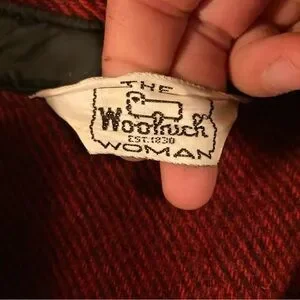 THE
Woolrich
EST. 1830
WOMAN